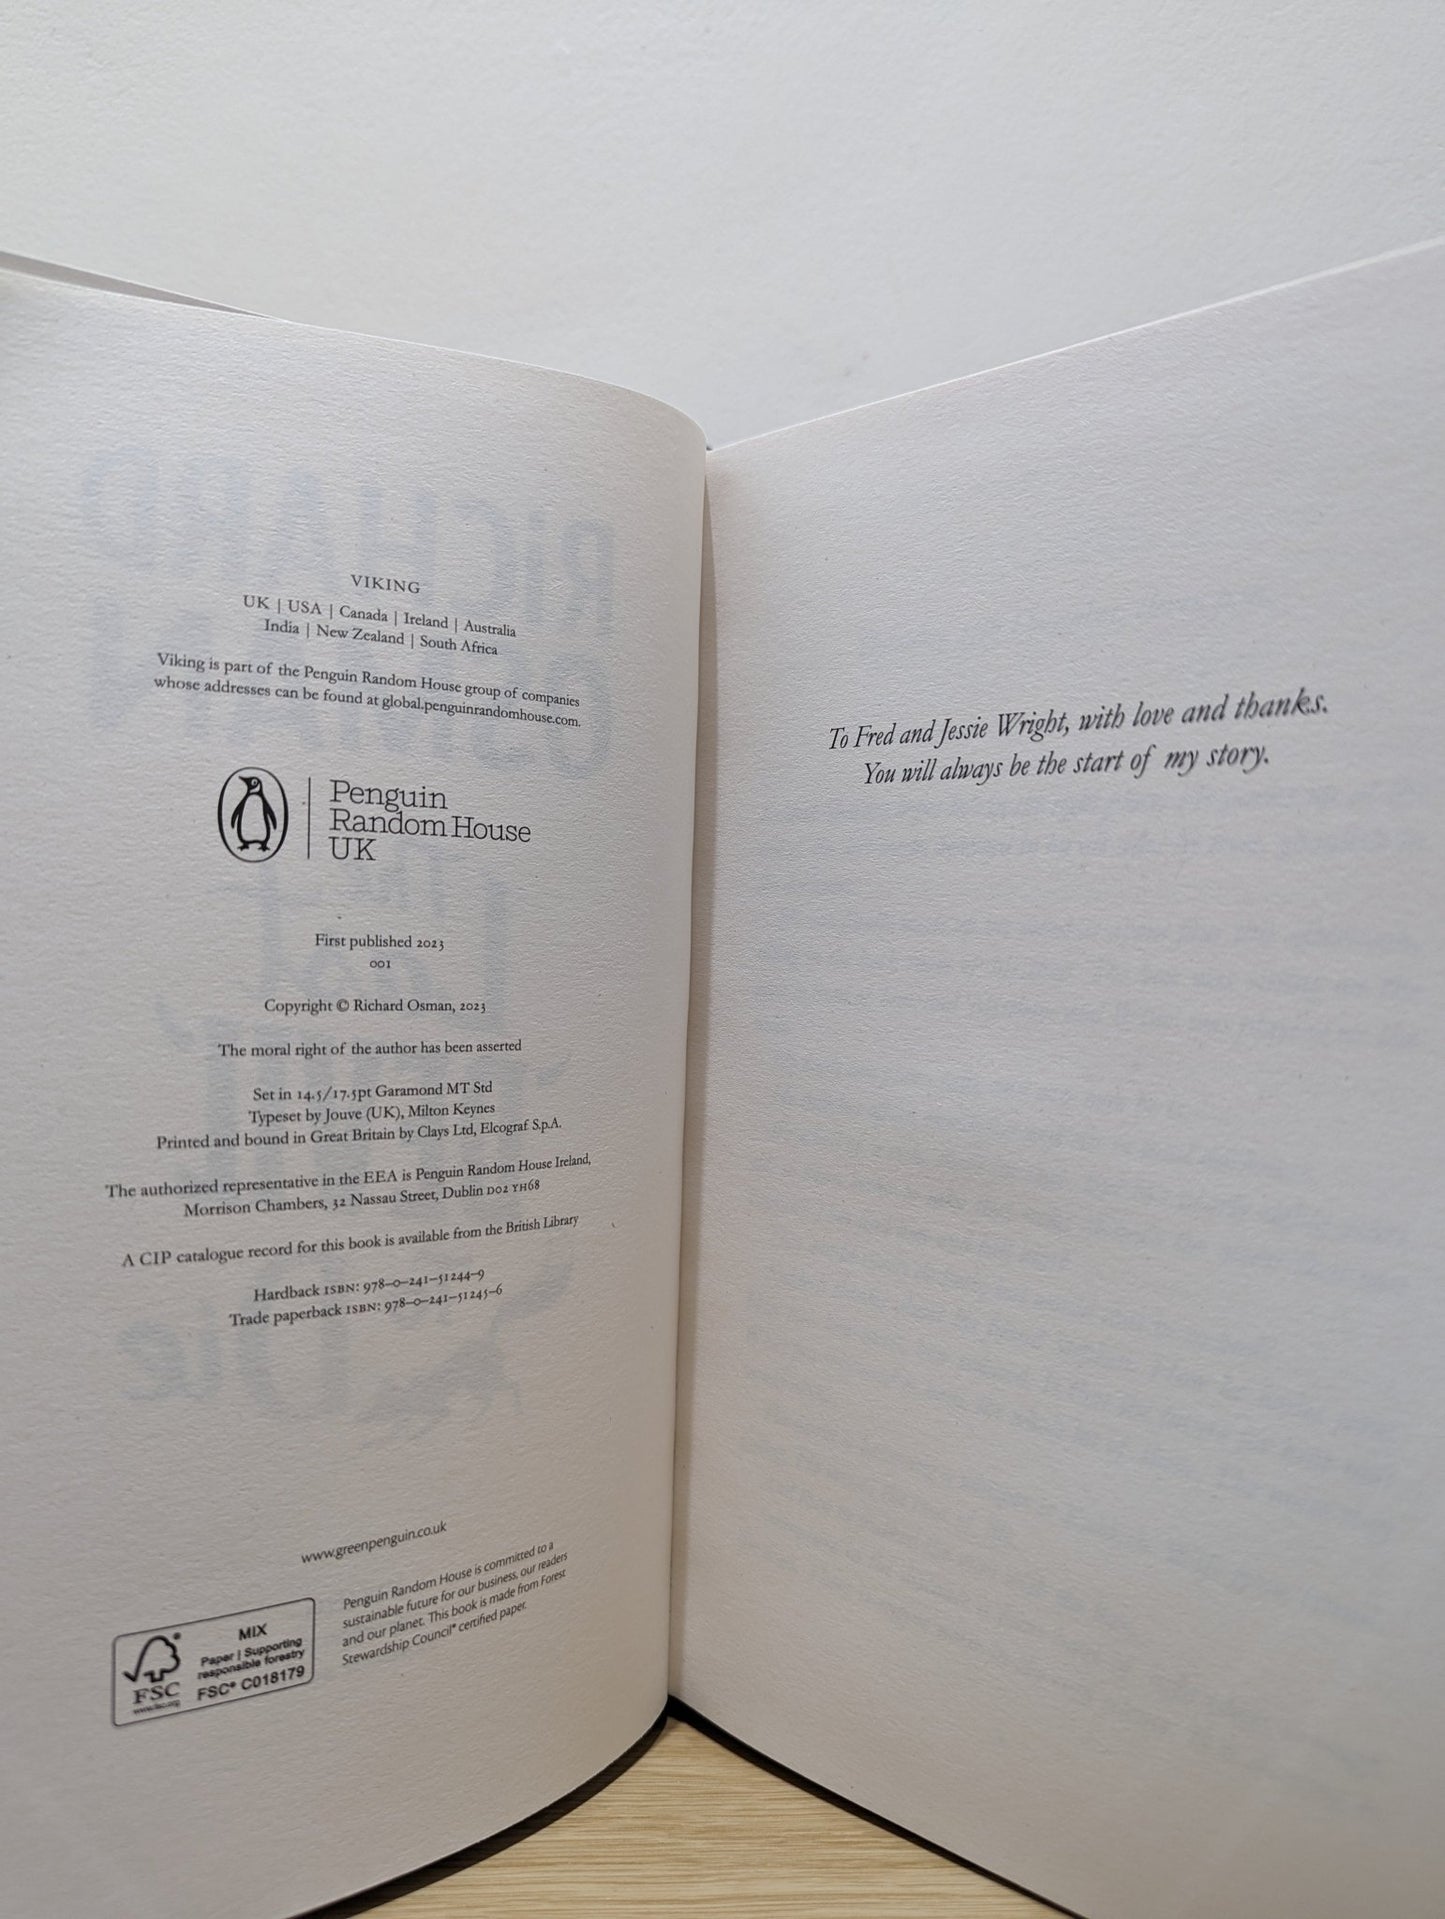 VIKING
UK | USA | Canada | Ireland | Australia
India | New Zealand | South Africa
Viking is part of the Penguin Random House group of companies
whose addresses can be found at global.penguinrandomhouse.com.
Penguin
Random House
UK
First published 2023
001
Copyright © Richard Osman, 2023
The moral right of the author has been asserted
Set in 14.5/17.5pt Garamond MT Std
Typeset by Jouve (UK), Milton Keynes
Printed and bound in Great Britain by Clays Ltd, Elcograf S.p.A.
The authorized representative in the EEA is Penguin Random House Ireland,
Morrison Chambers, 32 Nassau Street, Dublin D02 YH68
A CIP catalogue record for this book is available from the British Library
Hardback ISBN: 978–0–241–51244–9
Trade paperback ISBN: 978–0–241–51245–6
www.greenpenguin.co.uk
MIX
Paper | Supporting
responsible forestry
FSC® C018179
FSC
www.fsc.org
Penguin Random House is committed to a
sustainable future for our business, our readers
and our planet. This book is made from Forest
Stewardship Council® certified paper.
To Fred and Jessie Wright, with love and thanks.
You will always be the start of my story.